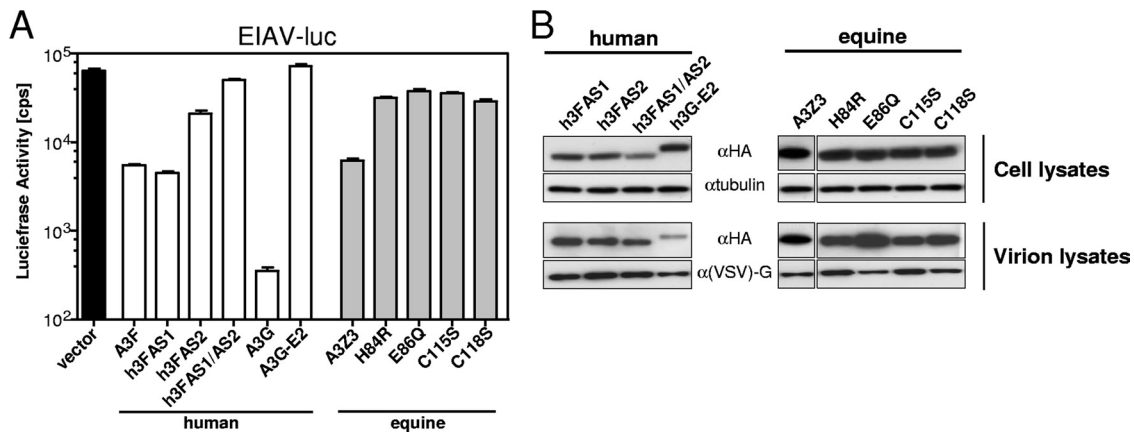 A
EIAV-luc
Luciefrase Activity [cps]
10^5
10^4
10^3
10^2
vector
A3F
h3FAS1
h3FAS2
h3FAS1/AS2
A3G
A3G-E2
A3Z3
H84R
E86Q
C115S
C118S
human
equine
B
human
equine
h3FAS1
h3FAS2
h3FAS1/AS2
h3G-E2
A3Z3
H84R
E86Q
C115S
C118S
αHA
αtubulin
Cell lysates
αHA
α(VSV)-G
Virion lysates